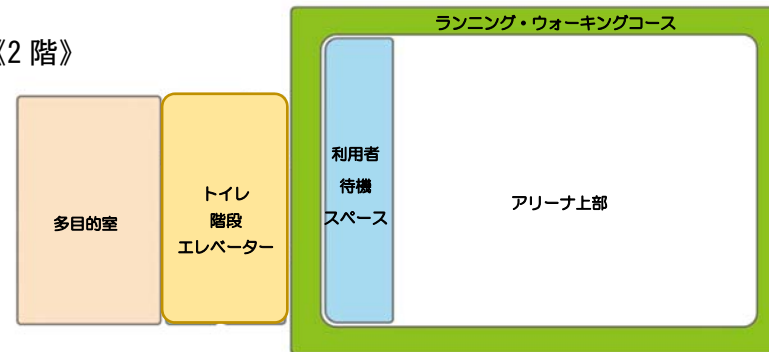 《2 階》
ランニング・ウォーキングコース
多目的室
トイレ
階段
エレベーター
利用者
待機
スペース
アリーナ上部